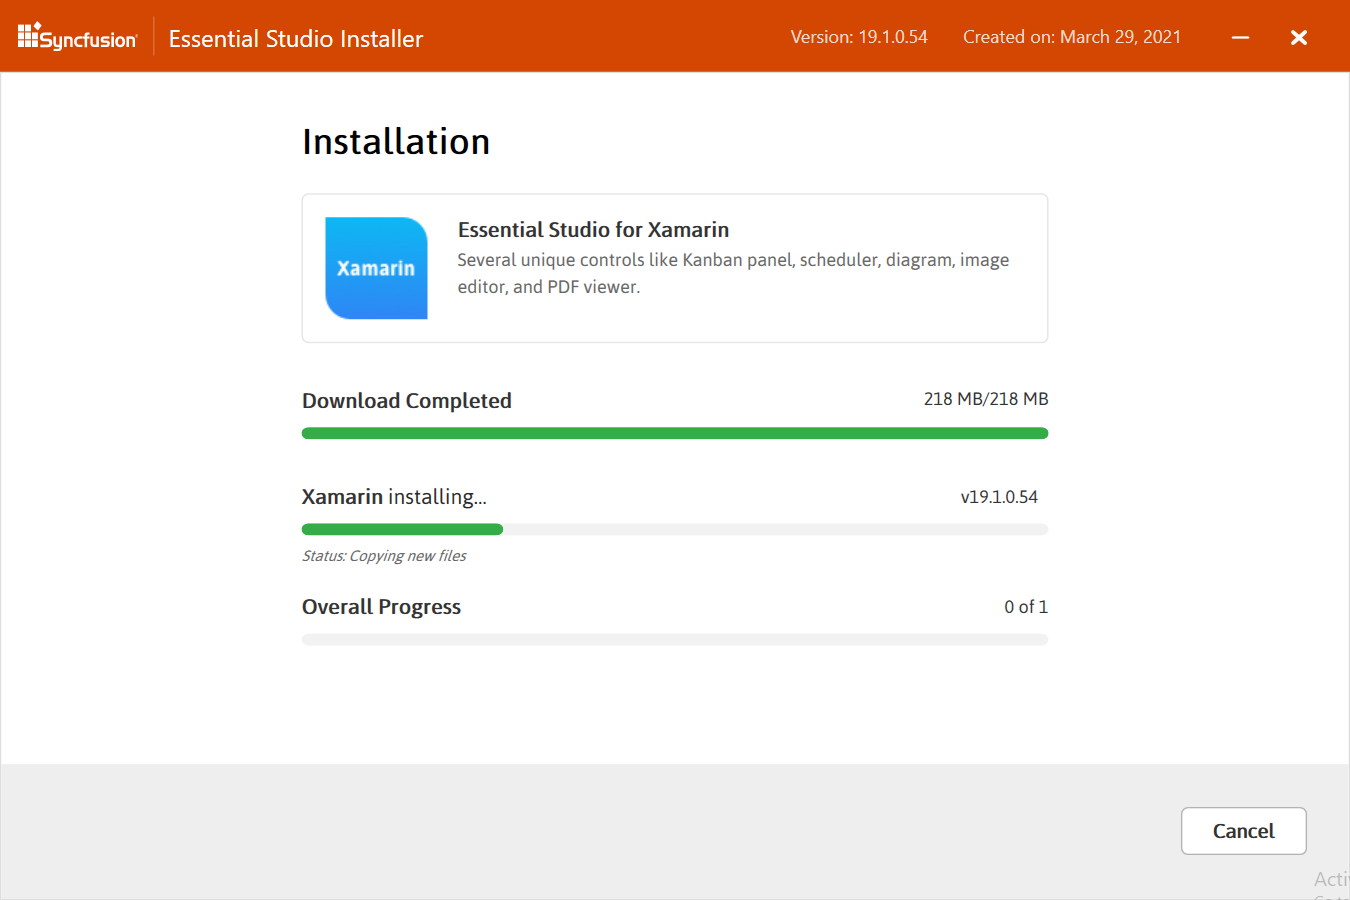 Syncfusion
Essential Studio Installer
Version: 19.1.0.54
Created on: March 29, 2021
Installation
Xamarin
Essential Studio for Xamarin
Several unique controls like Kanban panel, scheduler, diagram, image
editor, and PDF viewer.
Download Completed
218 MB/218 MB
Xamarin installing...
v19.1.0.54
Status: Copying new files
Overall Progress
0 of 1
Cancel